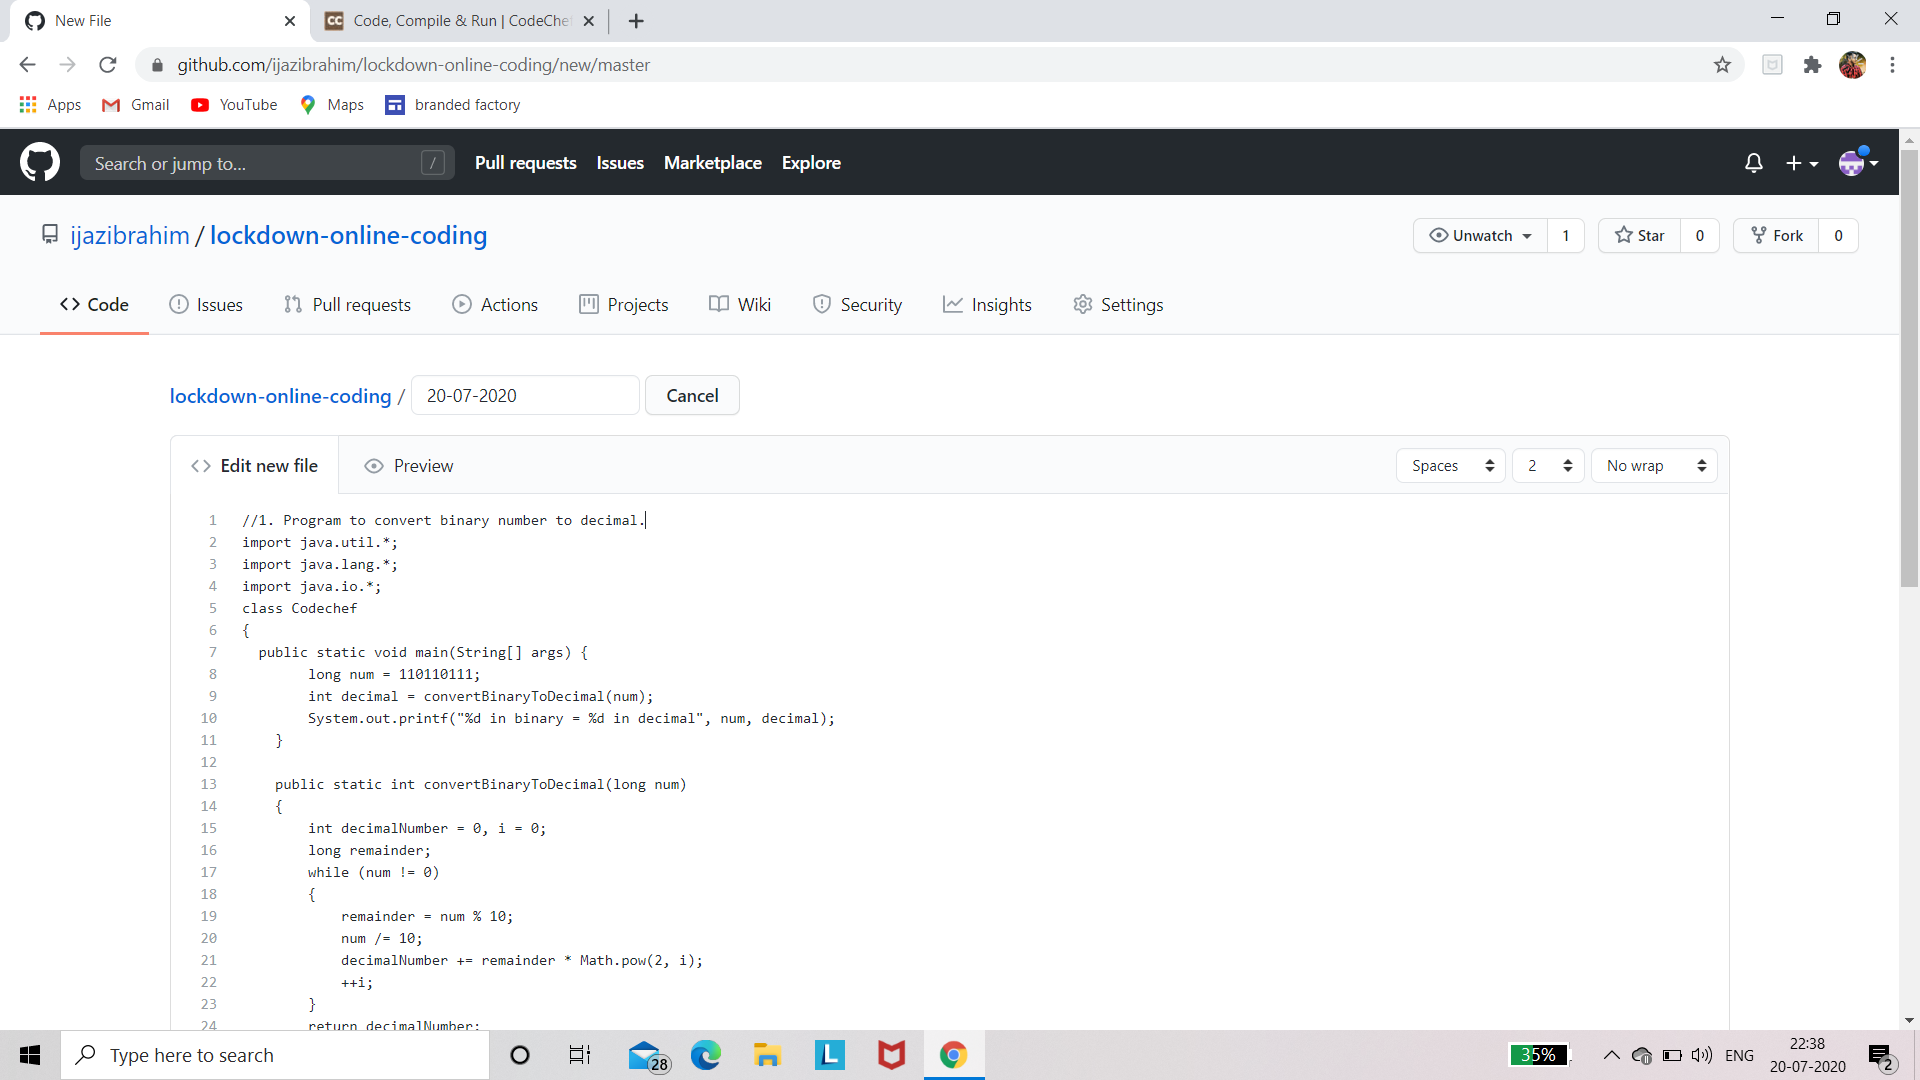 New File
Code, Compile & Run | CodeChe
github.com/ijazibrahim/lockdown-online-coding/new/master
Apps Gmail YouTube Maps branded factory
Search or jump to... / Pull requests Issues Marketplace Explore
ijazibrahim / lockdown-online-coding Unwatch 1 Star 0 Fork 0
Code Issues Pull requests Actions Projects Wiki Security Insights Settings
lockdown-online-coding / 20-07-2020 Cancel
Edit new file Preview Spaces 2 No wrap
1 //1. Program to convert binary number to decimal.
2 import java.util.*;
3 import java.lang.*;
4 import java.io.*;
5 class Codechef
6 {
7 public static void main(String[] args) {
8 long num = 110110111;
9 int decimal = convertBinaryToDecimal(num);
10 System.out.printf("%d in binary = %d in decimal", num, decimal);
11 }
12
13 public static int convertBinaryToDecimal(long num)
14 {
15 int decimalNumber = 0, i = 0;
16 long remainder;
17 while (num != 0)
18 {
19 remainder = num % 10;
20 num /= 10;
21 decimalNumber += remainder * Math.pow(2, i);
22 ++i;
23 }
24 return decimalNumber;
Type here to search 28 L 35% ENG 22:38
20-07-2020 2